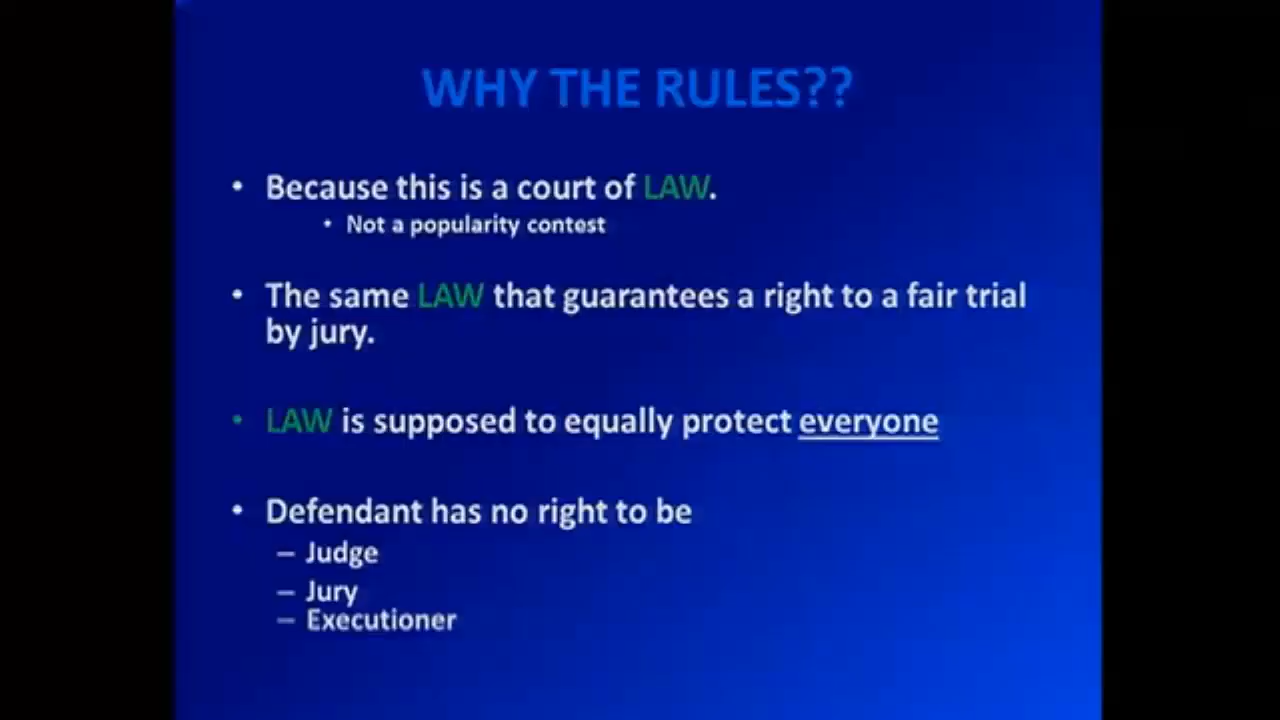 WHY THE RULES??
• Because this is a court of LAW.
• Not a popularity contest
• The same LAW that guarantees a right to a fair trial
by jury.
• LAW is supposed to equally protect everyone
• Defendant has no right to be
– Judge
– Jury
– Executioner